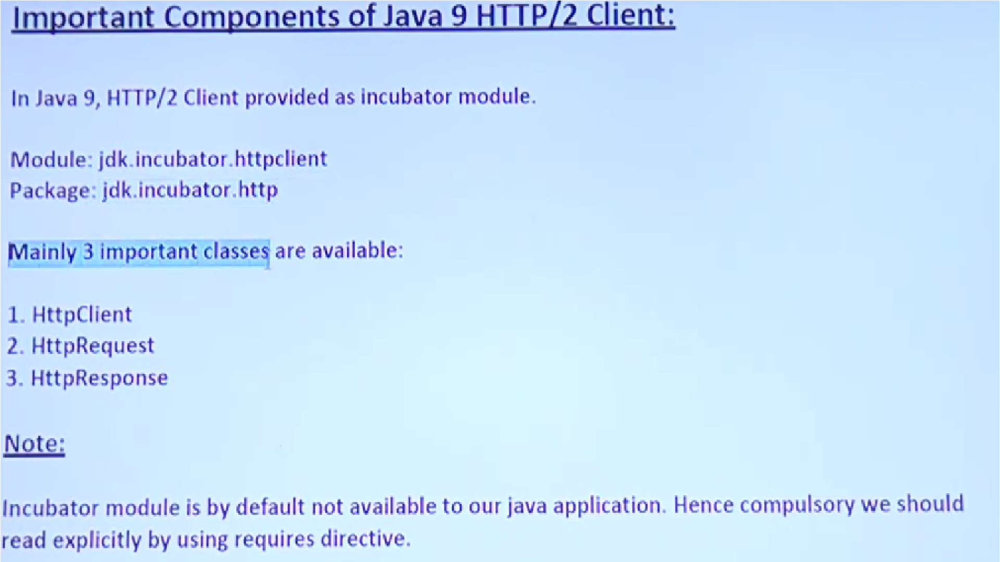 Important Components of Java 9 HTTP/2 Client:
In Java 9, HTTP/2 Client provided as incubator module.
Module: jdk.incubator.httpclient
Package: jdk.incubator.http
Mainly 3 important classes are available:
1. HttpClient
2. HttpRequest
3. HttpResponse
Note:
Incubator module is by default not available to our java application. Hence compulsory we should
read explicitly by using requires directive.